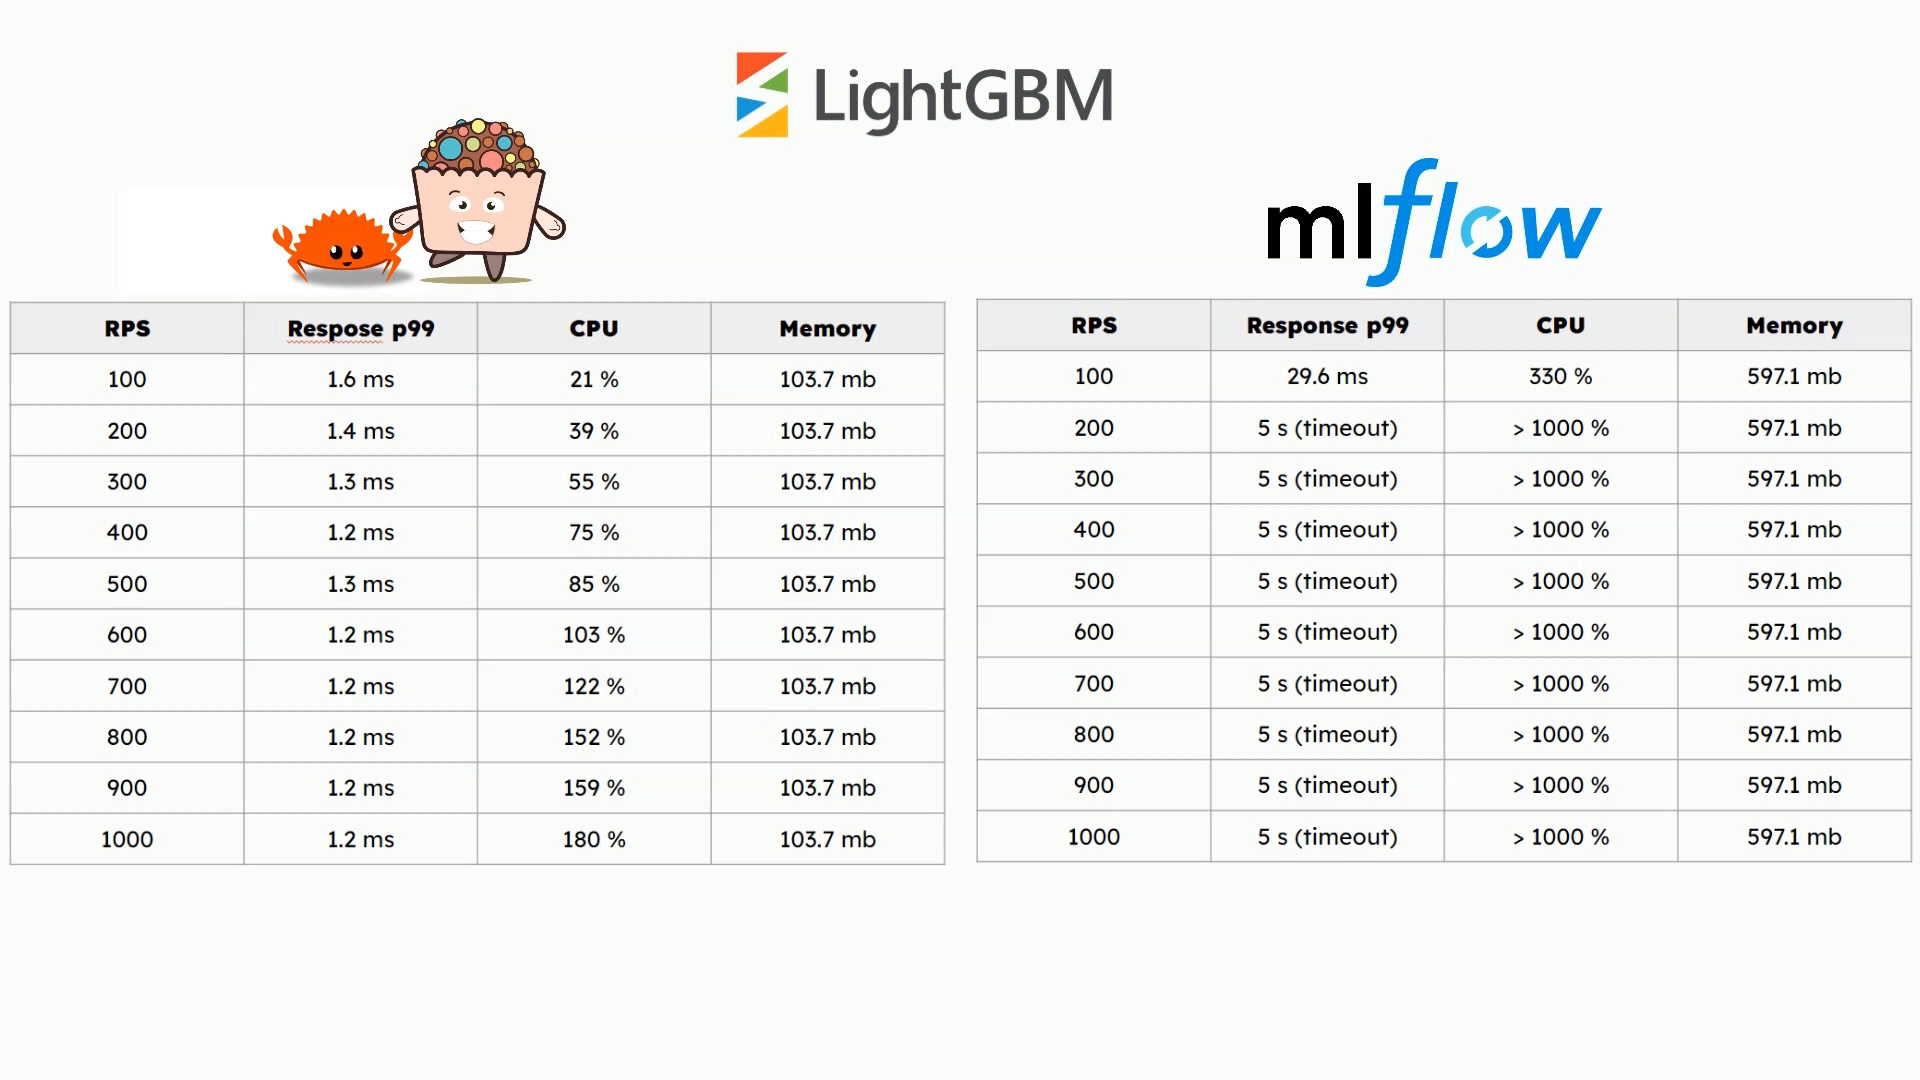 LightGBM
mlflow
RPS Respose p99 CPU Memory
100 1.6 ms 21 % 103.7 mb
200 1.4 ms 39 % 103.7 mb
300 1.3 ms 55 % 103.7 mb
400 1.2 ms 75 % 103.7 mb
500 1.3 ms 85 % 103.7 mb
600 1.2 ms 103 % 103.7 mb
700 1.2 ms 122 % 103.7 mb
800 1.2 ms 152 % 103.7 mb
900 1.2 ms 159 % 103.7 mb
1000 1.2 ms 180 % 103.7 mb
RPS Response p99 CPU Memory
100 29.6 ms 330 % 597.1 mb
200 5 s (timeout) > 1000 % 597.1 mb
300 5 s (timeout) > 1000 % 597.1 mb
400 5 s (timeout) > 1000 % 597.1 mb
500 5 s (timeout) > 1000 % 597.1 mb
600 5 s (timeout) > 1000 % 597.1 mb
700 5 s (timeout) > 1000 % 597.1 mb
800 5 s (timeout) > 1000 % 597.1 mb
900 5 s (timeout) > 1000 % 597.1 mb
1000 5 s (timeout) > 1000 % 597.1 mb